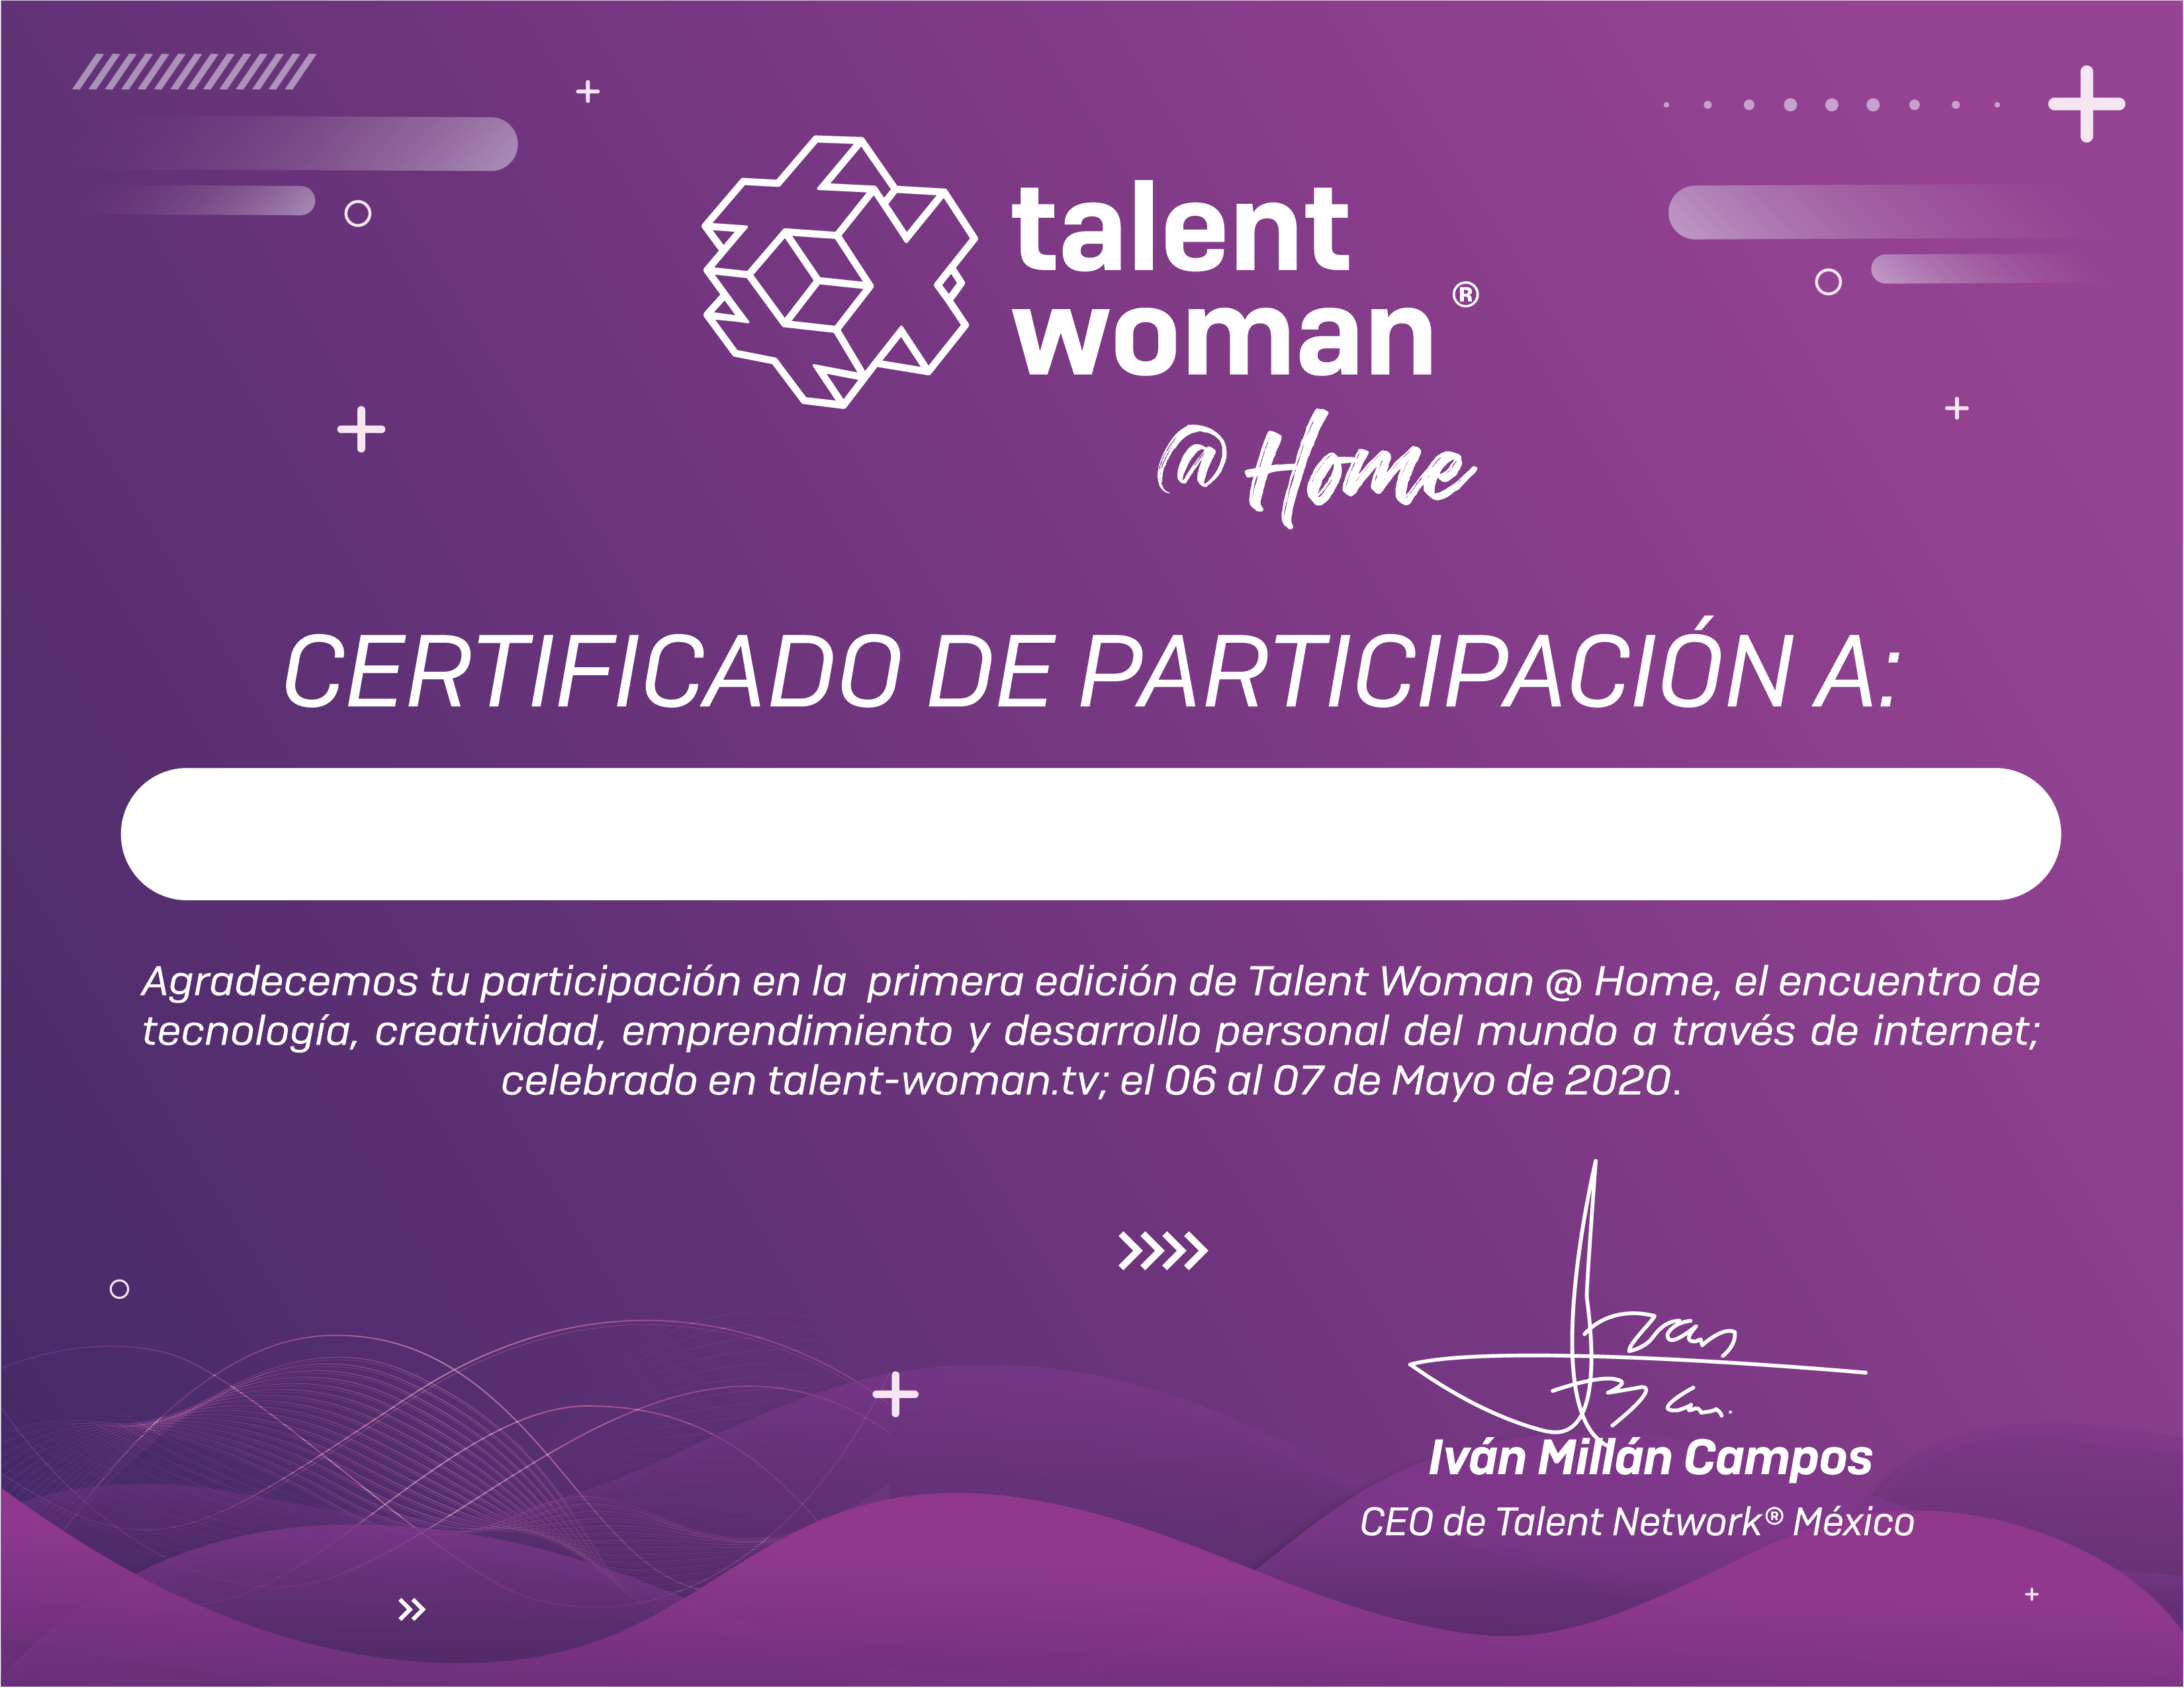 talent
woman ®
@ Home
CERTIFICADO DE PARTICIPACIÓN A:
Agradecemos tu participación en la primera edición de Talent Woman @ Home, el encuentro de
tecnología, creatividad, emprendimiento y desarrollo personal del mundo a través de internet;
celebrado en talent-woman.tv; el 06 al 07 de Mayo de 2020.
Iván Millán Campos
CEO de Talent Network® México